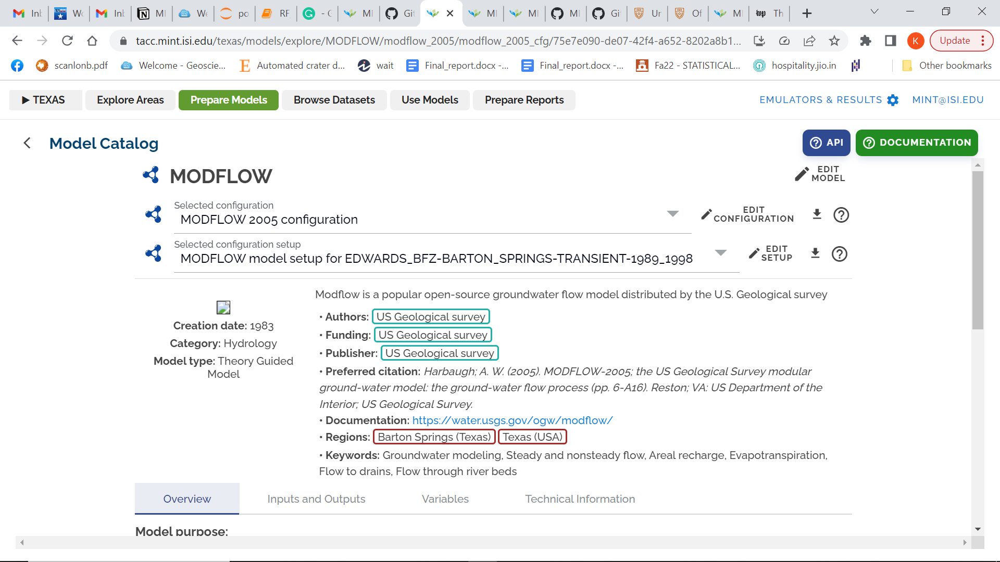 Inb
Wo
Inb
MI
We
po
RF
- G
MI
Git
MI
MI
MI
Git
Ur
Of
MI
wp Th
tacc.mint.isi.edu/texas/models/explore/MODFLOW/modflow_2005/modflow_2005_cfg/75e7e090-de07-42f4-a652-8202a8b1...
K
Update
scanlonb.pdf
Welcome - Geoscie...
Automated crater d...
wait
Final_report.docx -...
Final_report.docx -...
Fa22 - STATISTICAL...
hospitality.jio.in
Other bookmarks
▶ TEXAS
Explore Areas
Prepare Models
Browse Datasets
Use Models
Prepare Reports
EMULATORS & RESULTS
MINT@ISI.EDU
Model Catalog
API
DOCUMENTATION
MODFLOW
EDIT
MODEL
Selected configuration
MODFLOW 2005 configuration
EDIT
CONFIGURATION
Selected configuration setup
MODFLOW model setup for EDWARDS_BFZ-BARTON_SPRINGS-TRANSIENT-1989_1998
EDIT
SETUP
Creation date: 1983
Category: Hydrology
Model type: Theory Guided
Model
Modflow is a popular open-source groundwater flow model distributed by the U.S. Geological survey
• Authors: US Geological survey
• Funding: US Geological survey
• Publisher: US Geological survey
• Preferred citation: Harbaugh; A. W. (2005). MODFLOW-2005; the US Geological Survey modular
ground-water model: the ground-water flow process (pp. 6-A16). Reston; VA: US Department of the
Interior; US Geological Survey.
• Documentation: https://water.usgs.gov/ogw/modflow/
• Regions: Barton Springs (Texas) Texas (USA)
• Keywords: Groundwater modeling, Steady and nonsteady flow, Areal recharge, Evapotranspiration,
Flow to drains, Flow through river beds
Overview
Inputs and Outputs
Variables
Technical Information
Model purpose: